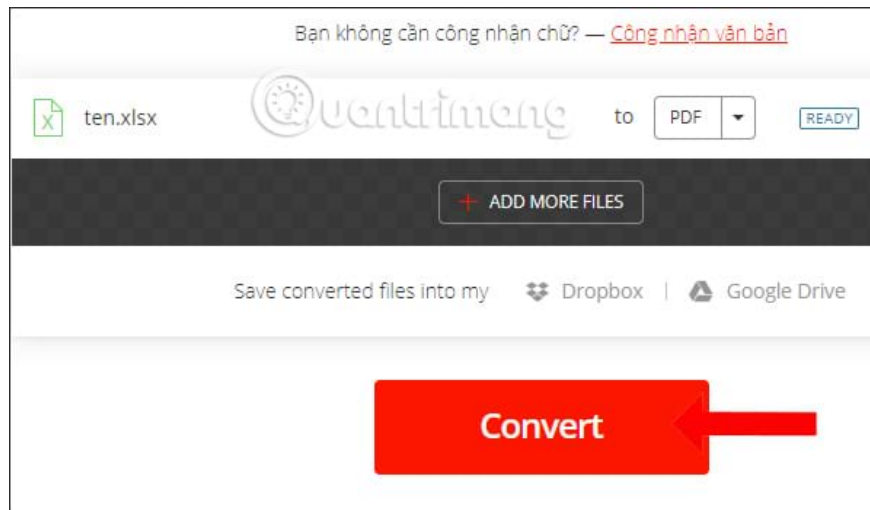 Bạn không cần công nhận chữ? — Công nhận văn bản
X ten.xlsx Quantrimang to PDF READY
+ ADD MORE FILES
Save converted files into my Dropbox | Google Drive
Convert